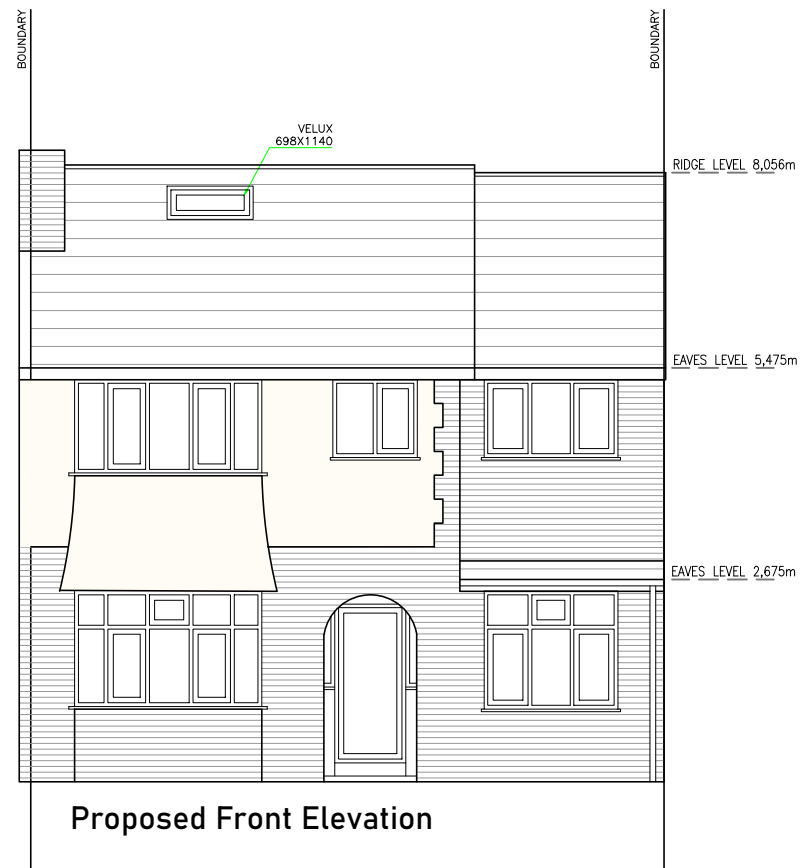 BOUNDARY
BOUNDARY
VELUX
698X1140
RIDGE LEVEL 8,056m
EAVES LEVEL 5,475m
EAVES LEVEL 2,675m
Proposed Front Elevation